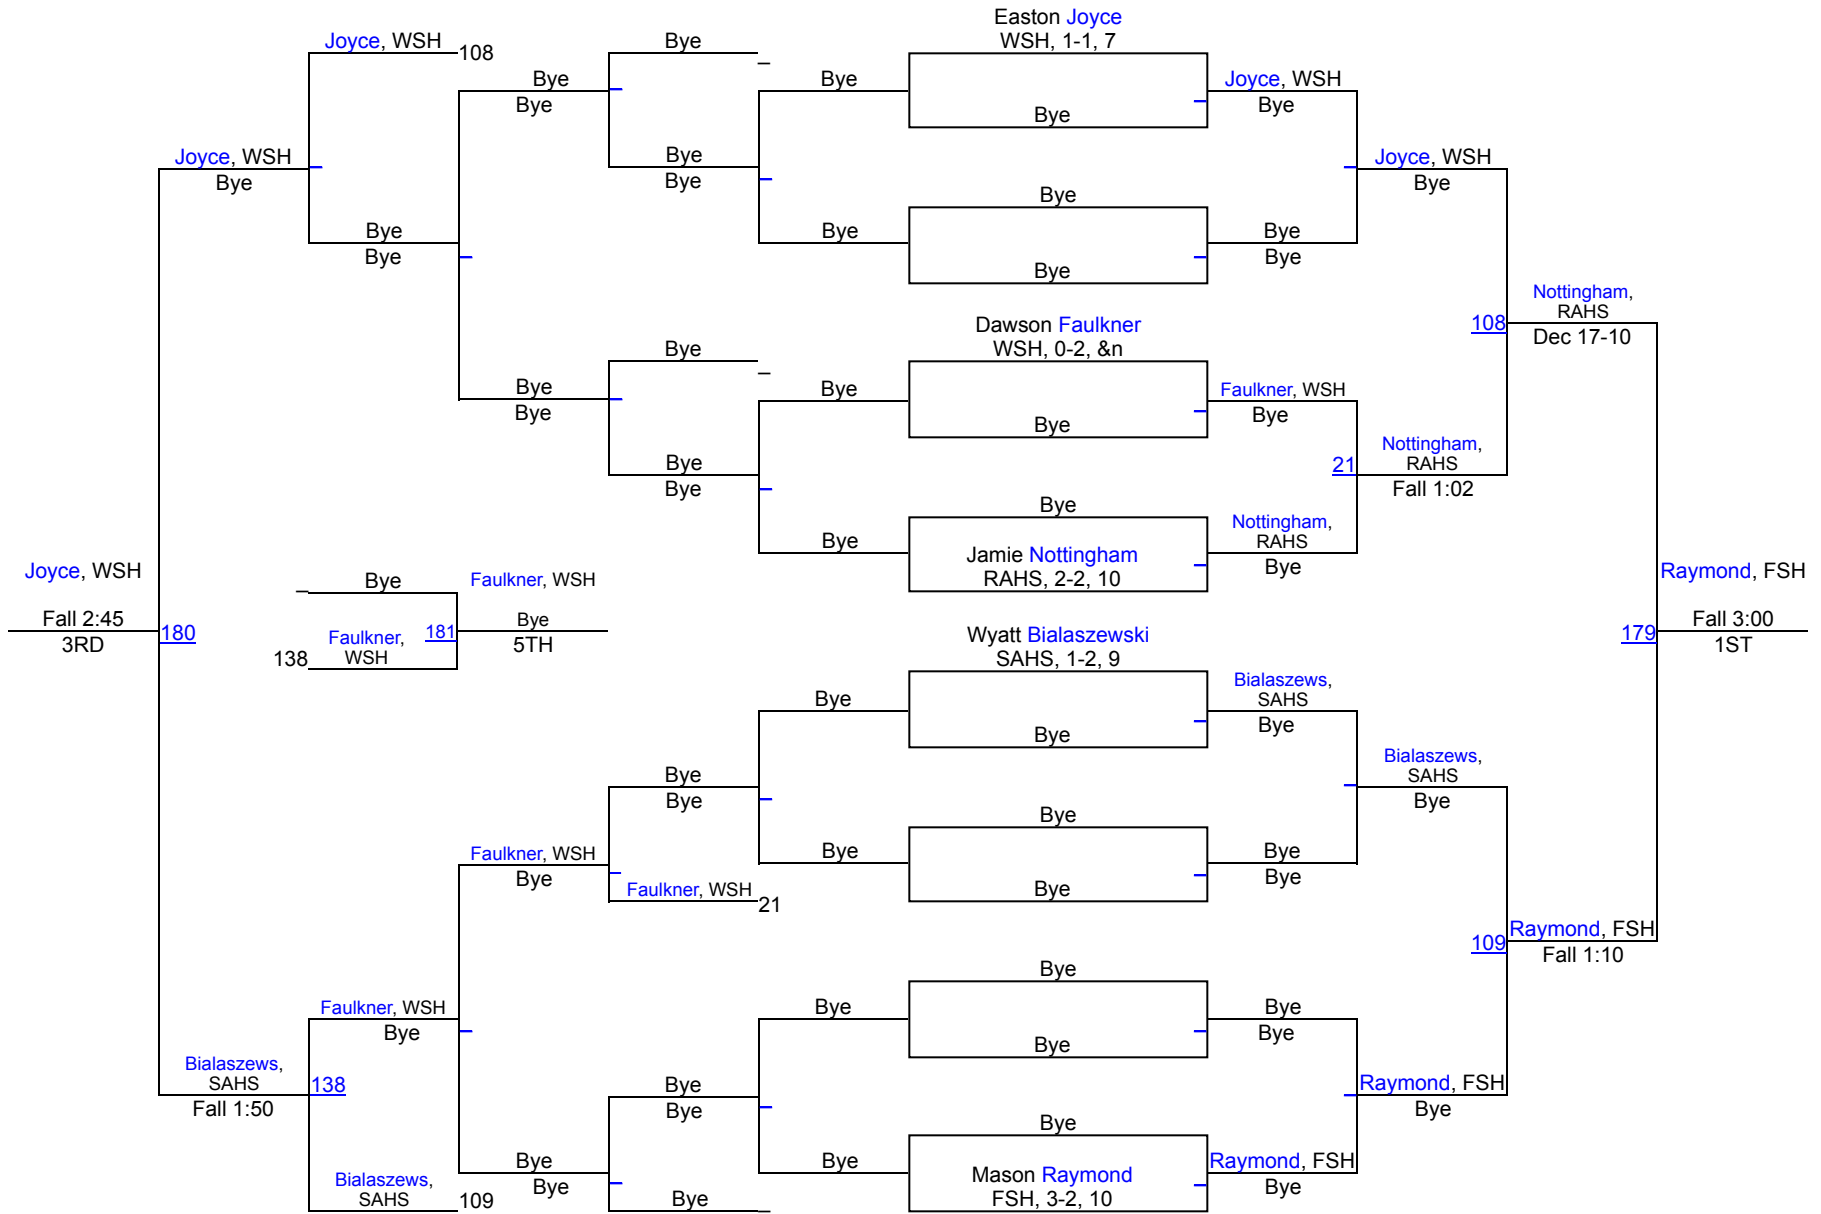 Easton Joyce
WSH, 1-1, 7
Joyce, WSH
108
Bye
_
Bye
Bye
Bye
Joyce, WSH
Bye
Bye
Joyce, WSH
Bye
Bye
Bye
Joyce, WSH
Bye
Bye
Bye
Bye
Bye
Bye
Bye
Bye
Nottingham,
RAHS
Dec 17-10
108
Dawson Faulkner
WSH, 0-2, &n
Bye
_
Bye
Bye
Bye
Faulkner, WSH
Bye
Bye
Bye
Bye
21
Nottingham,
RAHS
Fall 1:02
Bye
Bye
Jamie Nottingham
RAHS, 2-2, 10
Nottingham,
RAHS
Bye
Joyce, WSH
Fall 2:45
3RD
180
_
Bye
Faulkner, WSH
138
Faulkner,
WSH
181
Bye
5TH
Raymond, FSH
179
Fall 3:00
1ST
Wyatt Bialaszewski
SAHS, 1-2, 9
Bye
Bye
Bialaszews,
SAHS
Bye
Bye
Bye
Bialaszews,
SAHS
Bye
Bye
Bye
Bye
Bye
Bye
Faulkner, WSH
Bye
Faulkner, WSH
21
109
Raymond, FSH
Fall 1:10
Bye
Bye
Bye
Bye
Bye
Faulkner, WSH
Bye
Bialaszews,
SAHS
Fall 1:50
138
Bye
Bye
Raymond, FSH
Bye
Bye
Bye
Mason Raymond
FSH, 3-2, 10
Raymond, FSH
Bye
Bye
Bye
Bialaszews,
SAHS
109
Bye
_